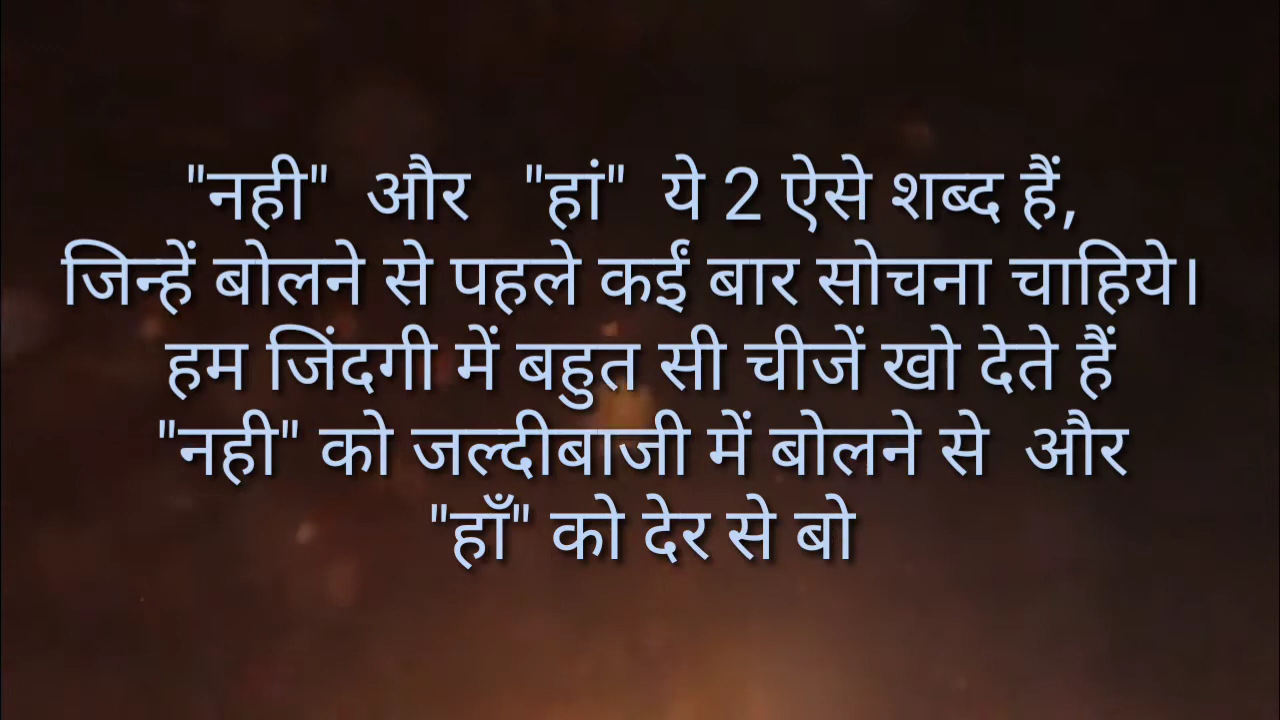 "नही" और "हां" ये 2 ऐसे शब्द हैं,
जिन्हें बोलने से पहले कईं बार सोचना चाहिये।
हम जिंदगी में बहुत सी चीजें खो देते हैं
"नही" को जल्दीबाजी में बोलने से और
"हाँ" को देर से बो